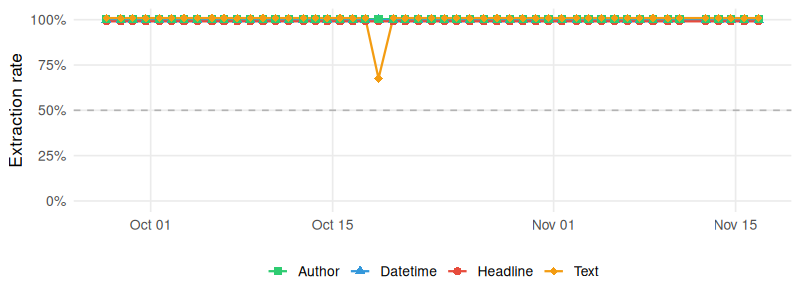 Extraction rate
100%
75%
50%
25%
0%
Oct 01 Oct 15 Nov 01 Nov 15
Author Datetime Headline Text